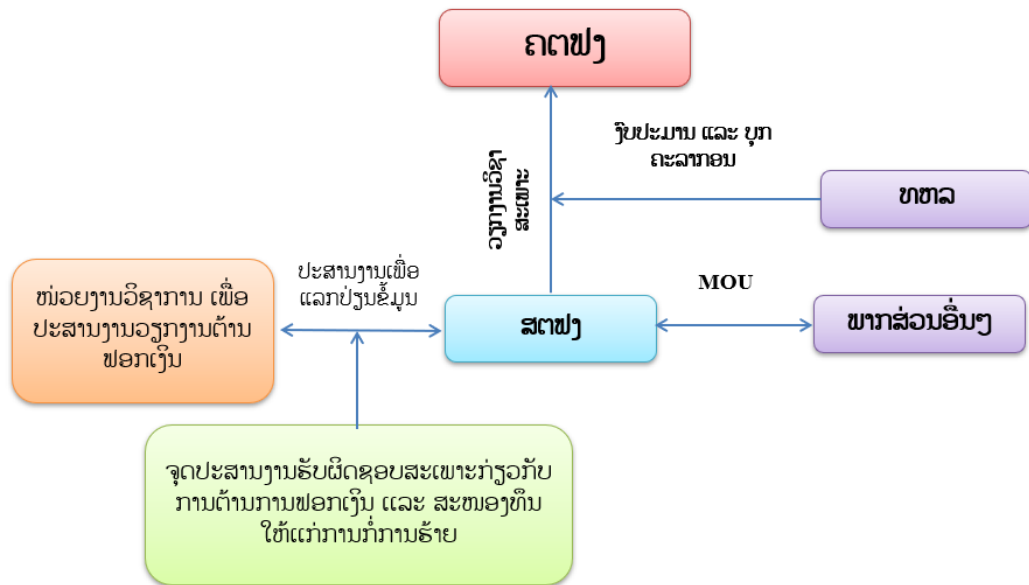 ຄຕຟງ
ງົບປະມານ ແລະ ບຸກ
ຄະລາກອນ
ວຽກງານວິຊາ
ສະເພາະ
ທຫລ
ປະສານງານເພື່ອ
ແລກປ່ຽນຂໍ້ມູນ
MOU
ໜ່ວຍງານວິຊາການ ເພື່ອ
ປະສານງານວຽກງານຕ້ານ
ຟອກເງິນ
ສຕຟງ
ພາກສ່ວນອື່ນໆ
ຈຸດປະສານງານຮັບຜິດຊອບສະເພາະກ່ຽວກັບ
ການຕ້ານການຟອກເງິນ ແລະ ສະໜອງທຶນ
ໃຫ້ແກ່ການກໍ່ການຮ້າຍ